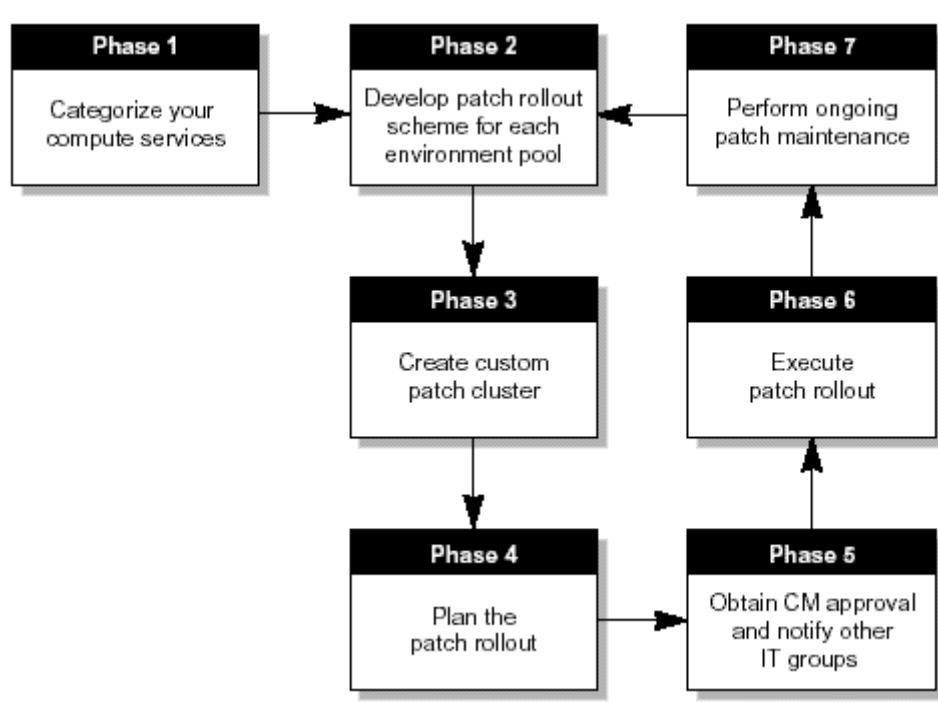 Phase 1
Categorize your
compute services
Phase 2
Develop patch rollout
scheme for each
environment pool
Phase 7
Perform ongoing
patch maintenance
Phase 3
Create custom
patch cluster
Phase 6
Execute
patch rollout
Phase 4
Plan the
patch rollout
Phase 5
Obtain CM approval
and notify other
IT groups